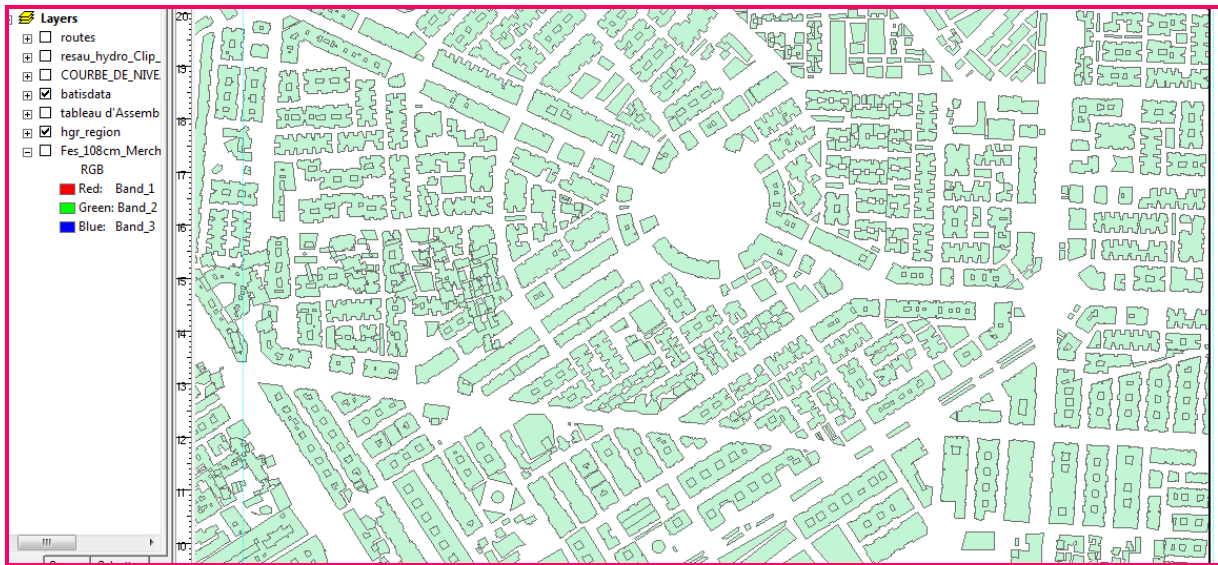 Layers
routes
resau_hydro_Clip_
COURBE_DE_NIVE
batisdata
tableau d'Assemb
hgr_region
Fes_108cm_Merch
RGB
Red: Band_1
Green: Band_2
Blue: Band_3
20
19
18
17
16
15
14
13
12
11
10